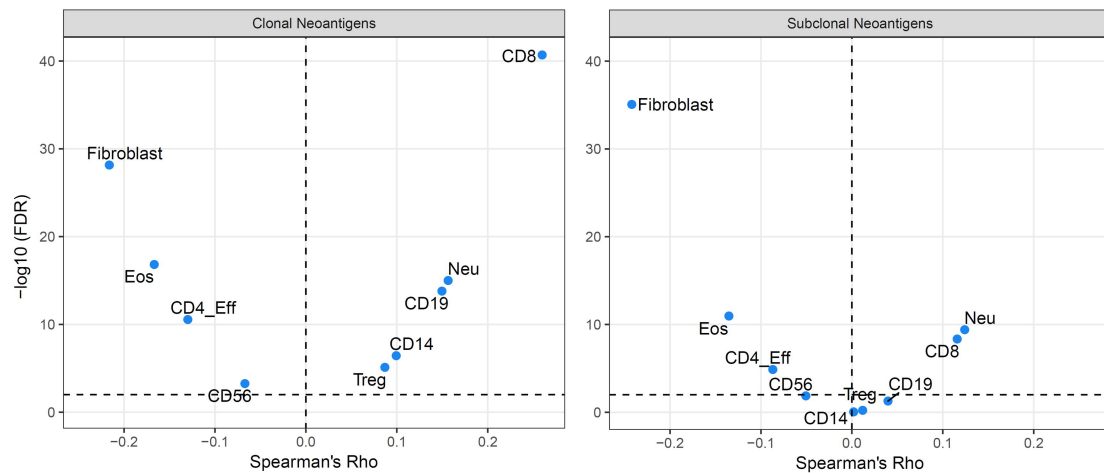 Clonal Neoantigens
40
30
20
10
0
−log10 (FDR)
CD8
Fibroblast
Eos
Neu
CD19
CD4_Eff
CD14
Treg
CD56
−0.2 −0.1 0.0 0.1 0.2
Spearman's Rho
Subclonal Neoantigens
40
30
20
10
0
Fibroblast
Eos
Neu
CD8
CD4_Eff
CD56
Treg
CD19
CD14
−0.2 −0.1 0.0 0.1 0.2
Spearman's Rho